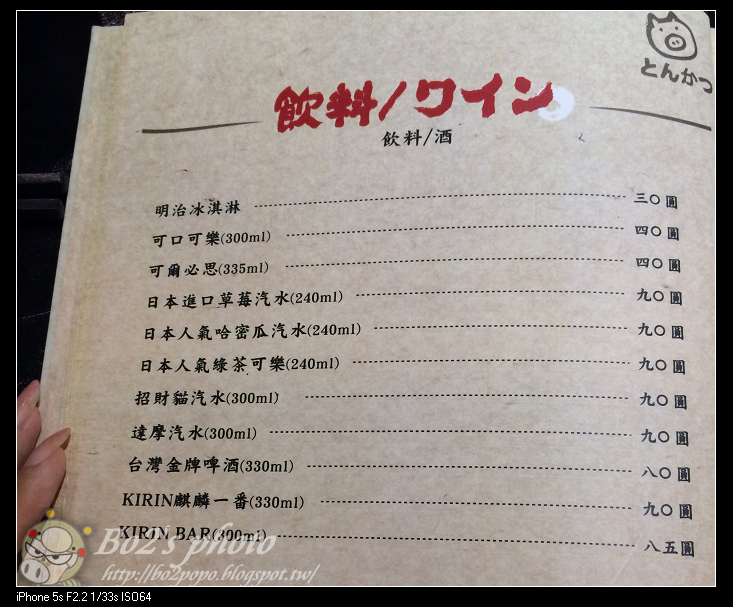 とんかつ
飲料/ワイン
飲料/酒
明治冰淇淋 三〇圓
可口可樂(300ml) 四〇圓
可爾必思(335ml) 四〇圓
日本進口草莓汽水(240ml) 九〇圓
日本人氣哈密瓜汽水(240ml) 九〇圓
日本人氣綠茶可樂(240ml) 九〇圓
招財貓汽水(300ml) 九〇圓
達摩汽水(300ml) 九〇圓
台灣金牌啤酒(330ml) 八〇圓
KIRIN麒麟一番(330ml) 九〇圓
KIRIN BAR(300ml) 八五圓
Bo2's photo
http://bo2popo.blogspot.tw/
iPhone 5s F2.2 1/33s ISO64